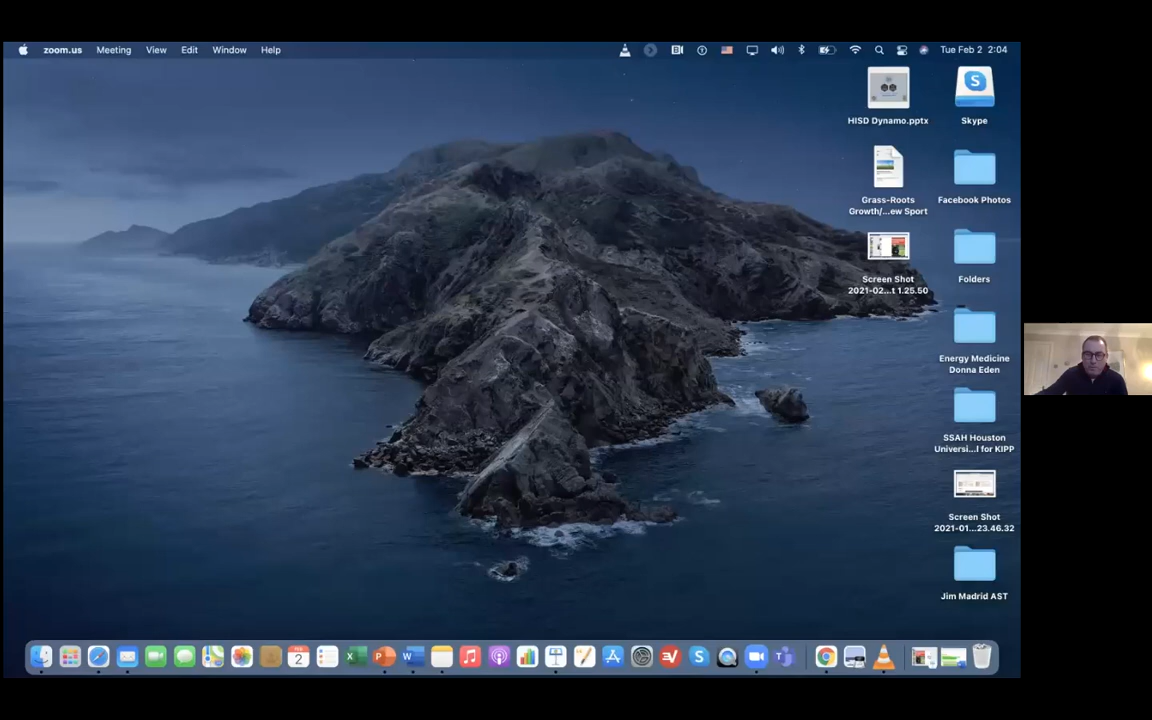 zoom.us Meeting View Edit Window Help Tue Feb 2 2:04
HISD Dynamo.pptx
Skype
Grass-Roots
Growth/...ew Sport
Facebook Photos
Screen Shot
2021-02...t 1.25.50
Folders
Energy Medicine
Donna Eden
SSAH Houston
Universi...l for KIPP
Screen Shot
2021-01...23.46.32
Jim Madrid AST
2